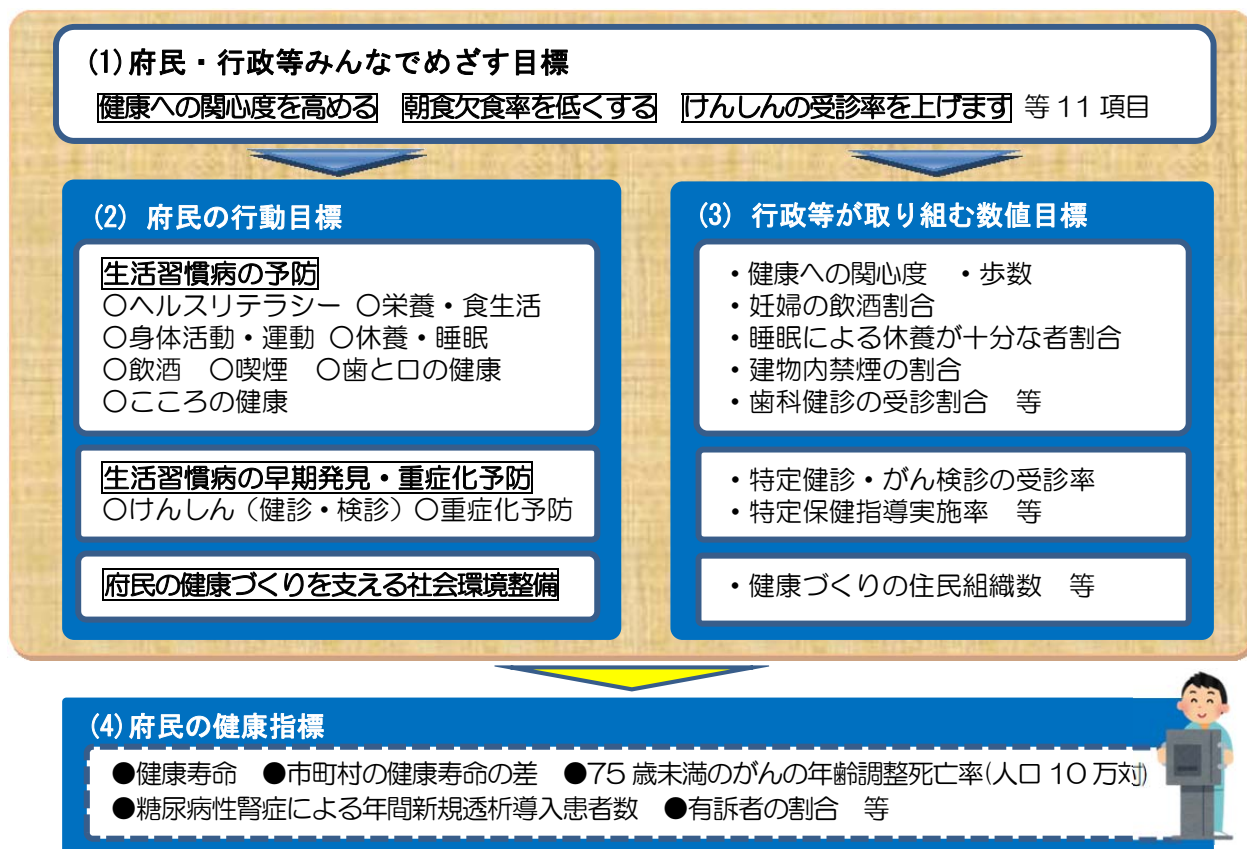 (1)府民・行政等みんなでめざす目標
健康への関心度を高める 朝食欠食率を低くする けんしんの受診率を上げます 等 11 項目
(2) 府民の行動目標
生活習慣病の予防
〇ヘルスリテラシー 〇栄養・食生活
〇身体活動・運動 〇休養・睡眠
〇飲酒 〇喫煙 〇歯と口の健康
〇こころの健康
生活習慣病の早期発見・重症化予防
〇けんしん（健診・検診）〇重症化予防
府民の健康づくりを支える社会環境整備
(3) 行政等が取り組む数値目標
・健康への関心度 ・歩数
・妊婦の飲酒割合
・睡眠による休養が十分な者割合
・建物内禁煙の割合
・歯科健診の受診割合 等
・特定健診・がん検診の受診率
・特定保健指導実施率 等
・健康づくりの住民組織数 等
(4)府民の健康指標
●健康寿命 ●市町村の健康寿命の差 ●75 歳未満のがんの年齢調整死亡率(人口 10 万対)
●糖尿病性腎症による年間新規透析導入患者数 ●有訴者の割合 等